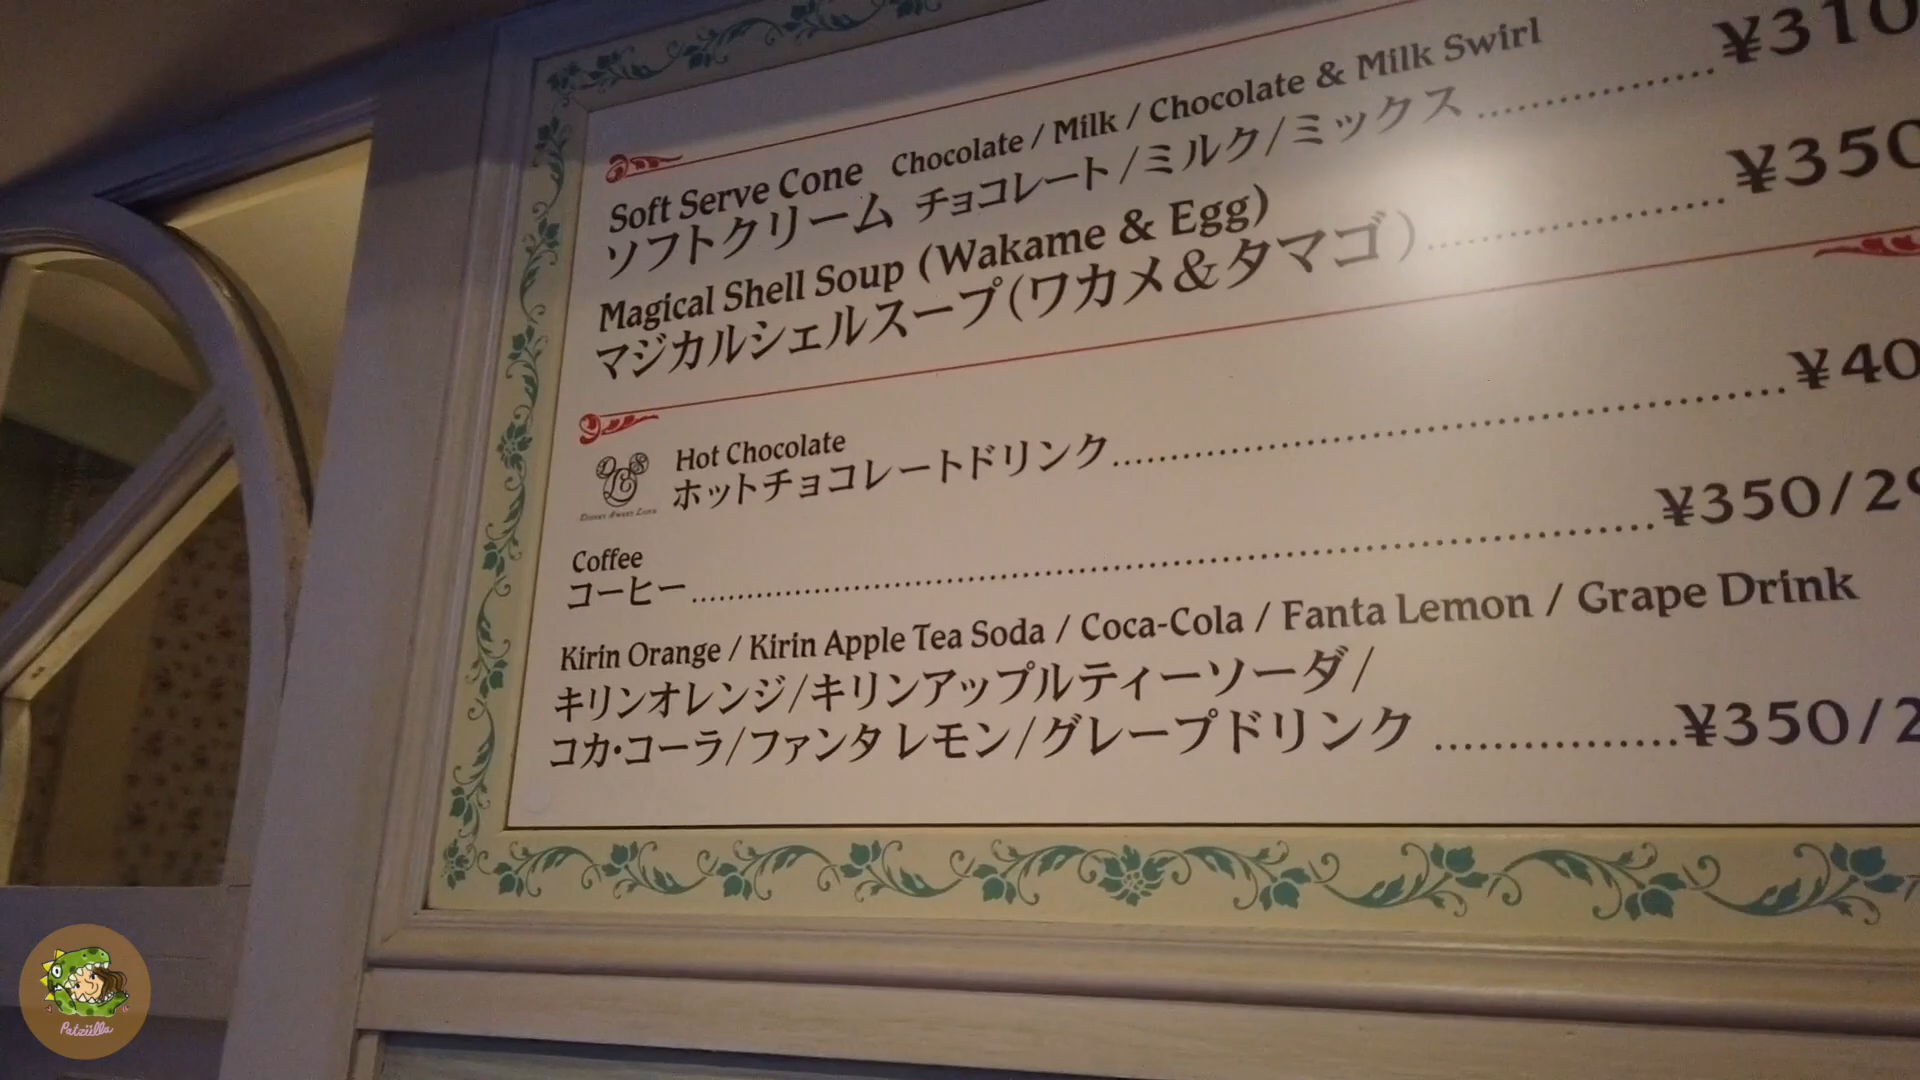 Soft Serve Cone Chocolate / Milk / Chocolate & Milk Swirl
ソフトクリーム チョコレート/ミルク/ミックス ¥310
Magical Shell Soup (Wakame & Egg)
マジカルシェルスープ(ワカメ&タマゴ) ¥350
Hot Chocolate
ホットチョコレートドリンク ¥40
Coffee
コーヒー ¥350/2
Kirin Orange / Kirin Apple Tea Soda / Coca-Cola / Fanta Lemon / Grape Drink
キリンオレンジ/キリンアップルティーソーダ/
コカ・コーラ/ファンタ レモン/グレープドリンク ¥350/2
Patzülla